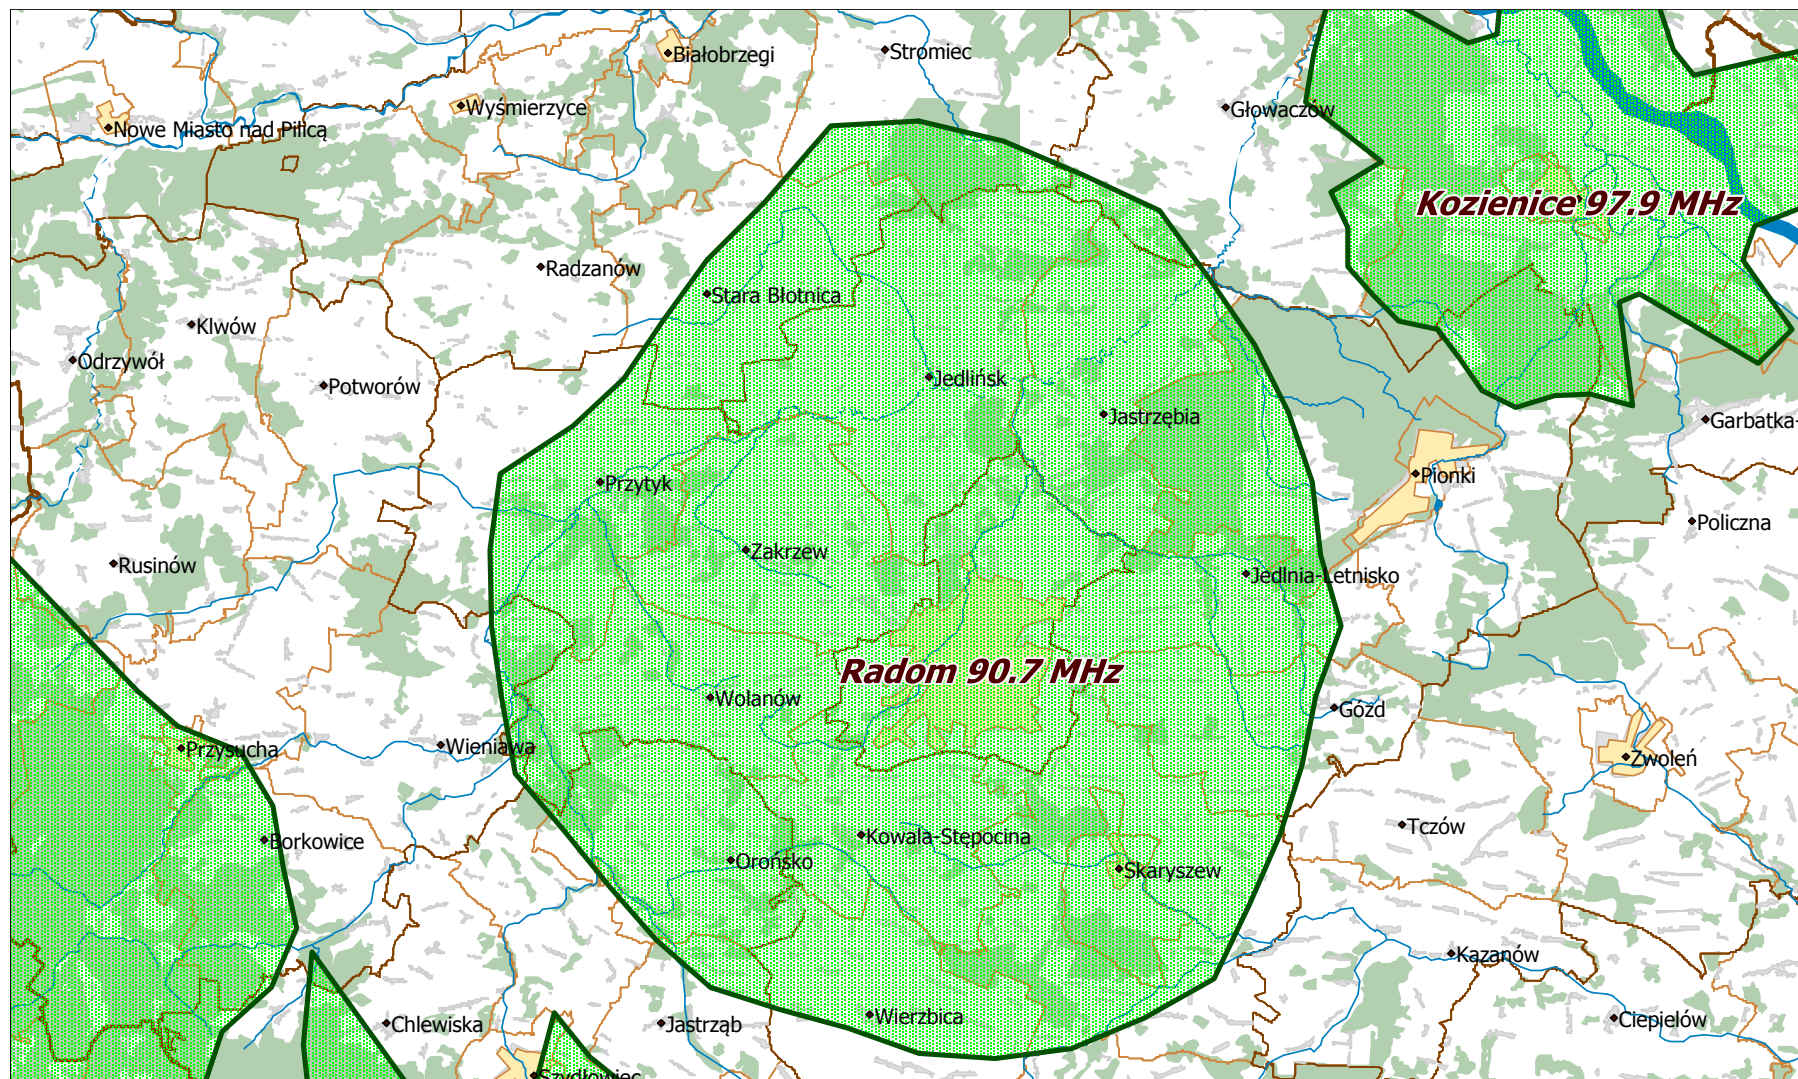 Białobrzegi
Stromiec
Wyśmierzyce
Głowaczów
Nowe Miasto nad Pilicą
Kozienice 97.9 MHz
Radzanów
Stara Błotnica
Klwów
Odrzywół
Potworów
Jedlińsk
Jastrzębia
Garbatka-
Pionki
Przytyk
Policzna
Zakrzew
Rusinów
Jedlnia-Letnisko
Radom 90.7 MHz
Wolanów
Gózd
Przysucha
Wieniawa
Zwoleń
Tczów
Borkowice
Kowala-Stępocina
Orońsko
Skaryszew
Kazanów
Chlewiska
Jastrząb
Wierzbica
Ciepielów
Szydłowiec